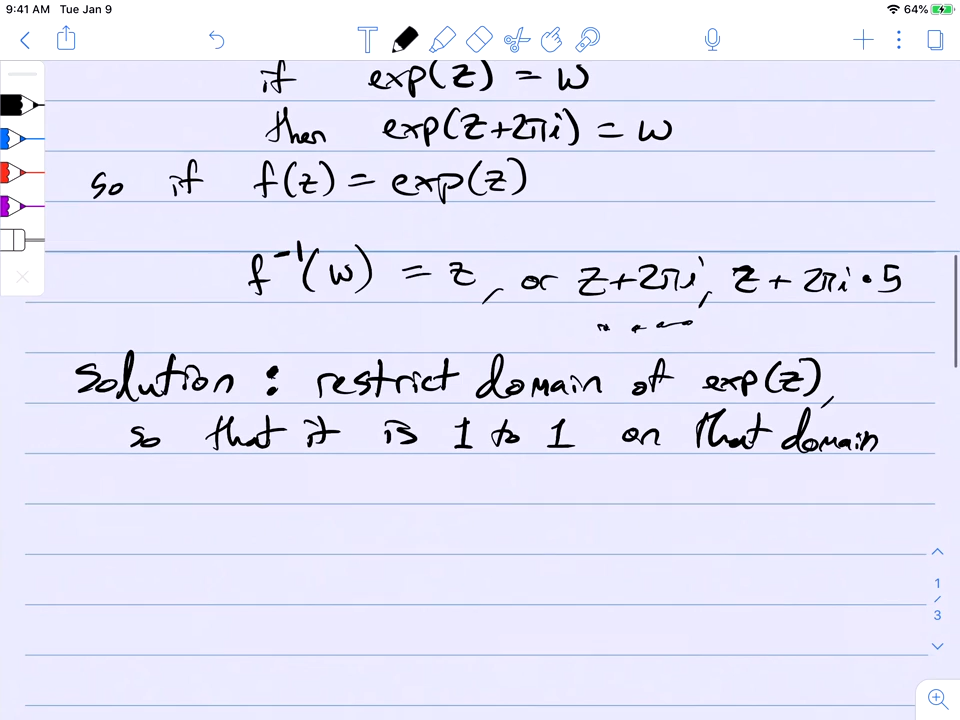 9:41 AM Tue Jan 9 64%
T
if exp(z) = w
then exp(z+2πi) = w
so if f(z) = exp(z)
f⁻¹(w) = z, or z+2πi, z + 2πi • 5
....
solution : restrict domain of exp(z),
so that it is 1 to 1 on that domain
1
/
3